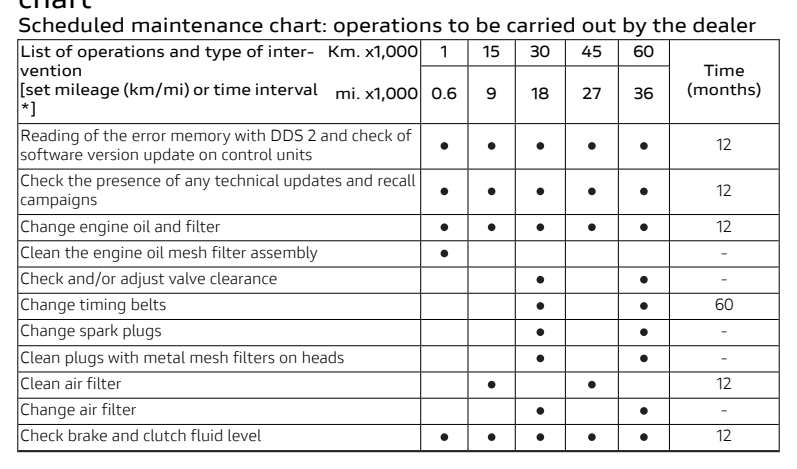 chart
Scheduled maintenance chart: operations to be carried out by the dealer
List of operations and type of inter- Km. x1,000 1 15 30 45 60 Time
vention
[set mileage (km/mi) or time interval mi. x1,000 0.6 9 18 27 36 (months)
*]
Reading of the error memory with DDS 2 and check of
software version update on control units ● ● ● ● ● 12
Check the presence of any technical updates and recall
campaigns ● ● ● ● ● 12
Change engine oil and filter ● ● ● ● ● 12
Clean the engine oil mesh filter assembly ● -
Check and/or adjust valve clearance ● ● -
Change timing belts ● ● 60
Change spark plugs ● ● -
Clean plugs with metal mesh filters on heads ● ● -
Clean air filter ● ● 12
Change air filter ● ● -
Check brake and clutch fluid level ● ● ● ● ● 12